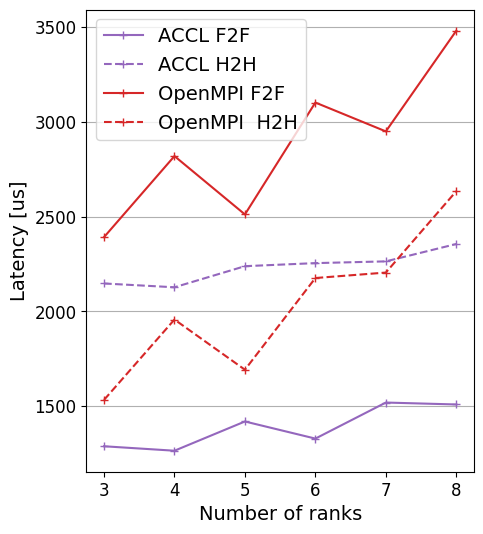 ACCL F2F
ACCL H2H
OpenMPI F2F
OpenMPI  H2H
3500
3000
2500
2000
1500
Latency [us]
3 4 5 6 7 8
Number of ranks